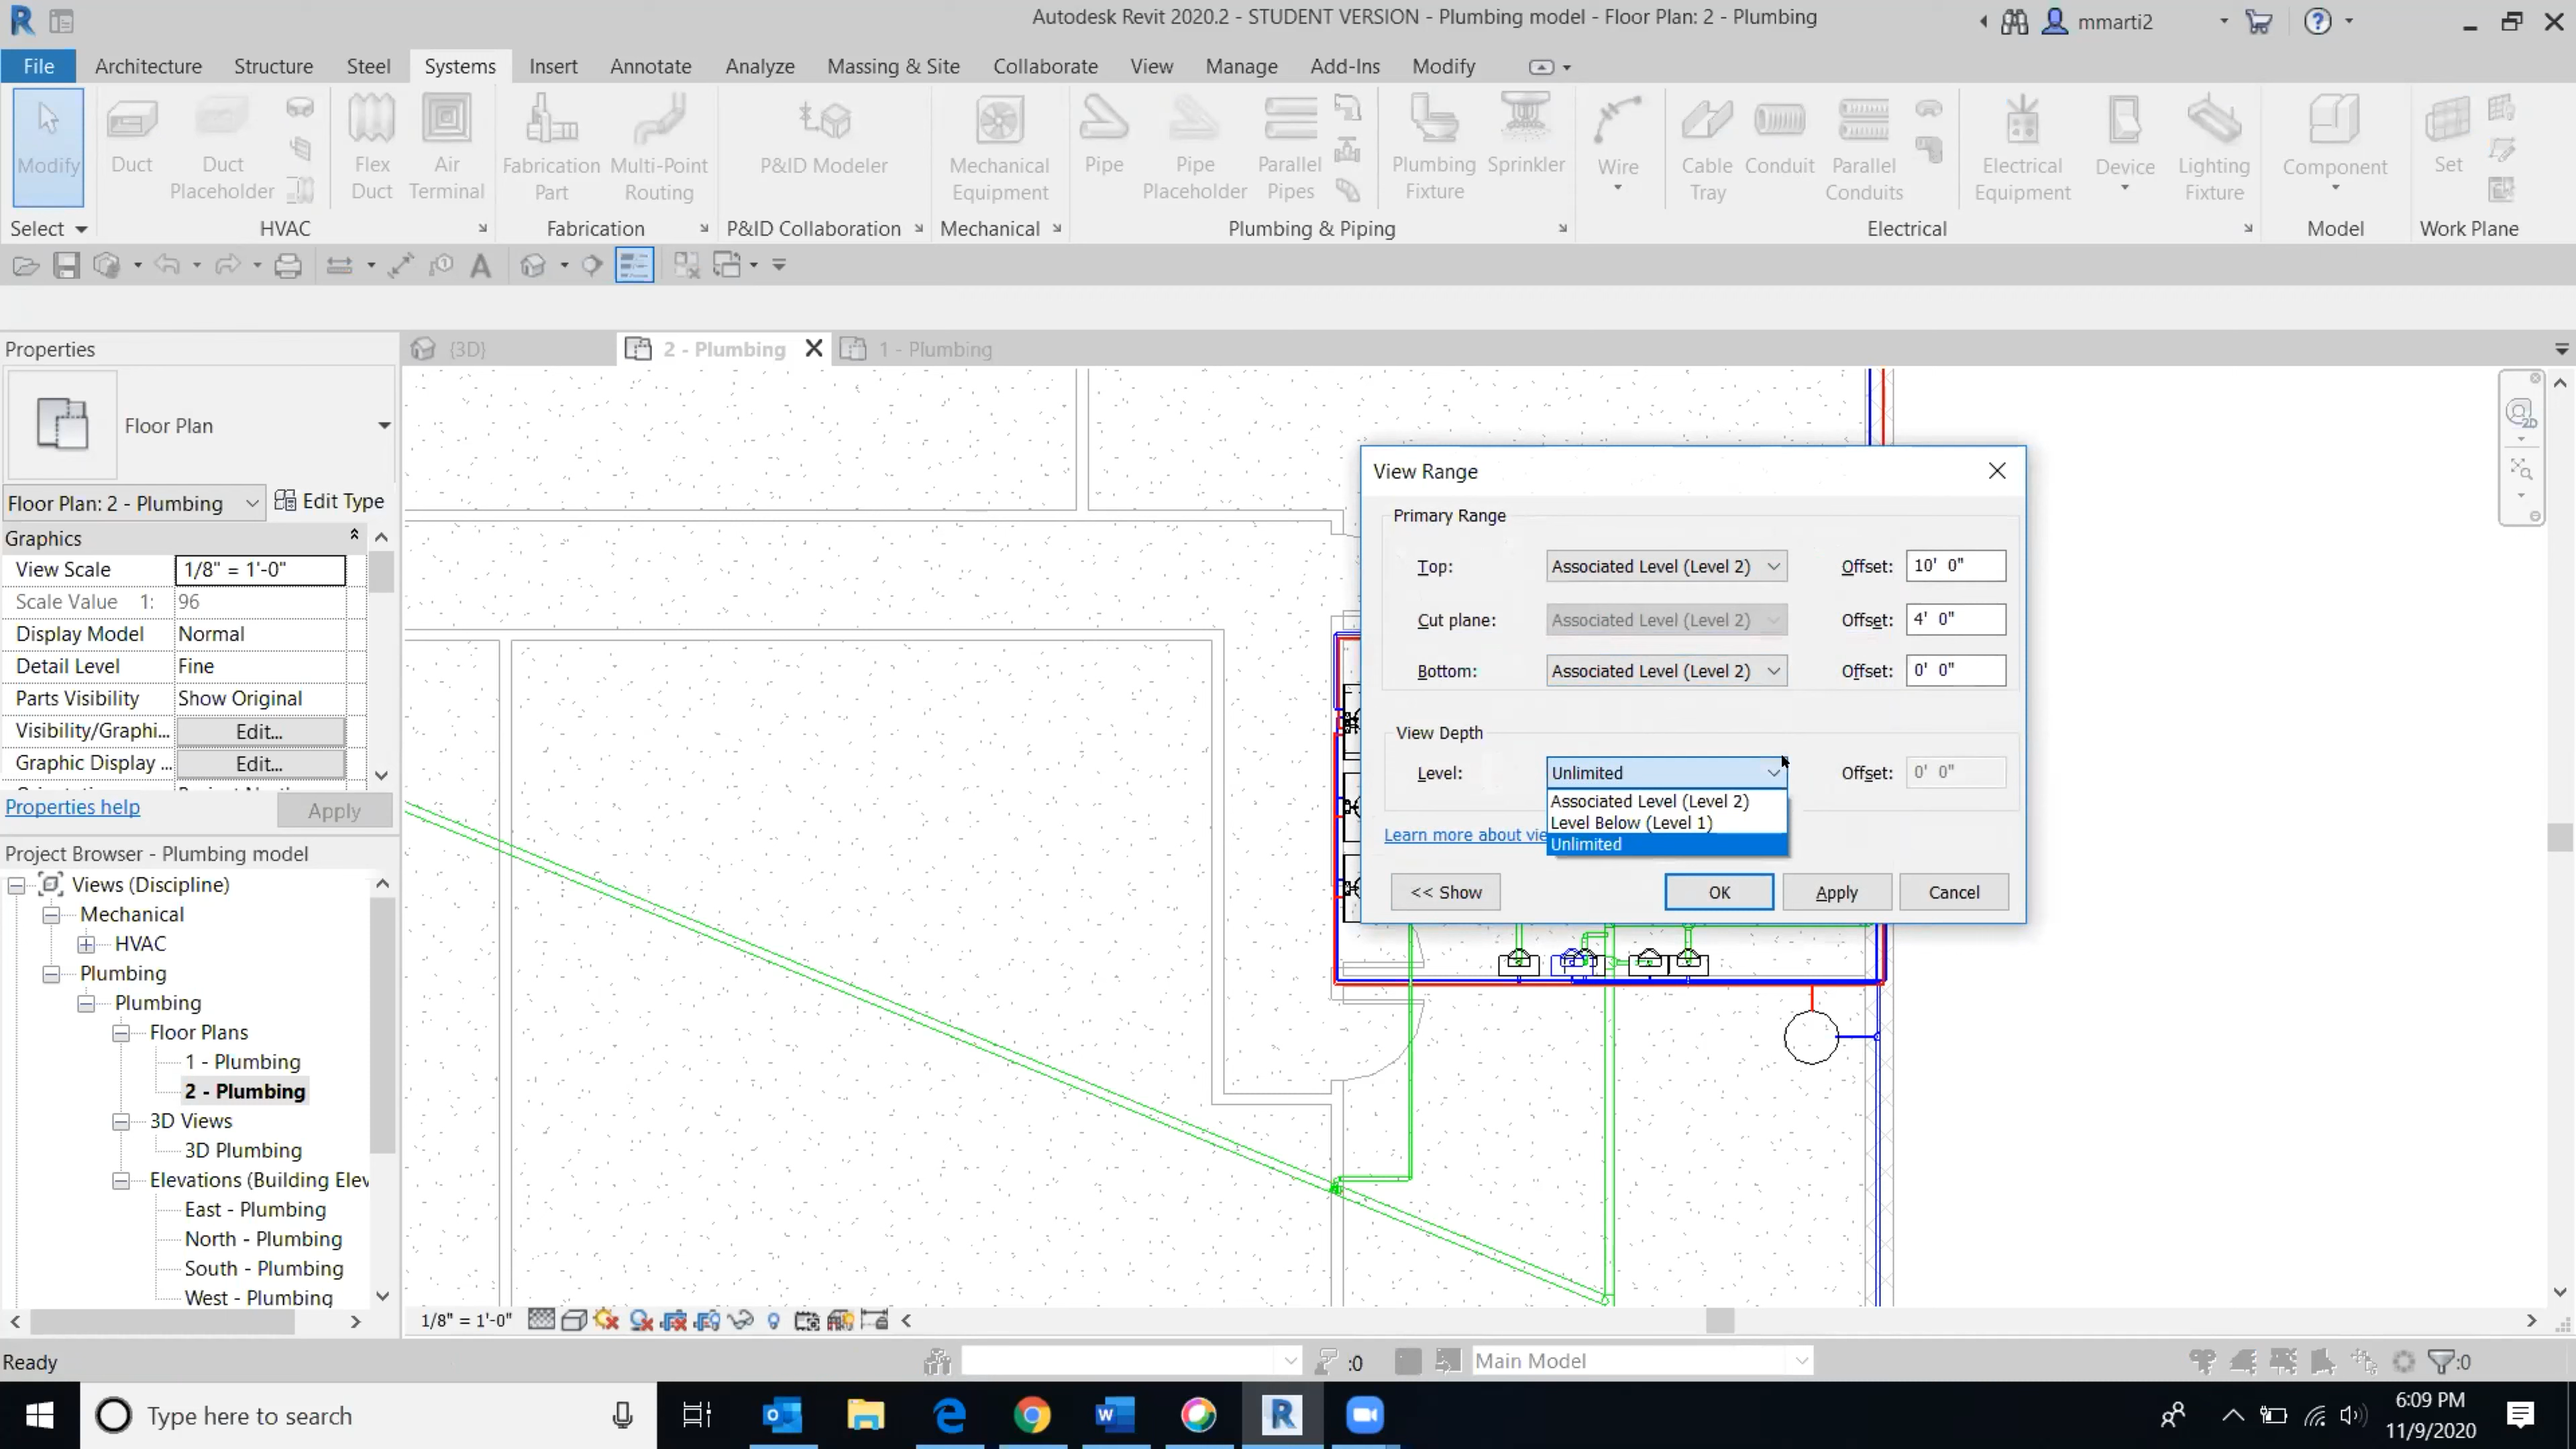 Autodesk Revit 2020.2 - STUDENT VERSION - Plumbing model - Floor Plan: 2 - Plumbing
mmarti2
File Architecture Structure Steel Systems Insert Annotate Analyze Massing & Site Collaborate View Manage Add-Ins Modify
Modify Duct Duct Placeholder Flex Duct Air Terminal Fabrication Part Multi-Point Routing P&ID Modeler Mechanical Equipment Pipe Pipe Placeholder Parallel Pipes Plumbing Fixture Sprinkler Wire Cable Tray Conduit Parallel Conduits Electrical Equipment Device Lighting Fixture Component Set
Select HVAC Fabrication P&ID Collaboration Mechanical Plumbing & Piping Electrical Model Work Plane
Properties
{3D} 2 - Plumbing 1 - Plumbing
Floor Plan
Floor Plan: 2 - Plumbing Edit Type
Graphics
View Scale 1/8" = 1'-0"
Scale Value 1: 96
Display Model Normal
Detail Level Fine
Parts Visibility Show Original
Visibility/Graphi... Edit...
Graphic Display ... Edit...
Properties help Apply
Project Browser - Plumbing model
Views (Discipline)
Mechanical
HVAC
Plumbing
Plumbing
Floor Plans
1 - Plumbing
2 - Plumbing
3D Views
3D Plumbing
Elevations (Building Elev
East - Plumbing
North - Plumbing
South - Plumbing
West - Plumbing
View Range
Primary Range
Top: Associated Level (Level 2) Offset: 10' 0"
Cut plane: Associated Level (Level 2) Offset: 4' 0"
Bottom: Associated Level (Level 2) Offset: 0' 0"
View Depth
Level: Unlimited Offset: 0' 0"
Associated Level (Level 2)
Level Below (Level 1)
Unlimited
Learn more about vie
<< Show OK Apply Cancel
2D
1/8" = 1'-0"
Ready :0 Main Model :0
Type here to search
6:09 PM
11/9/2020